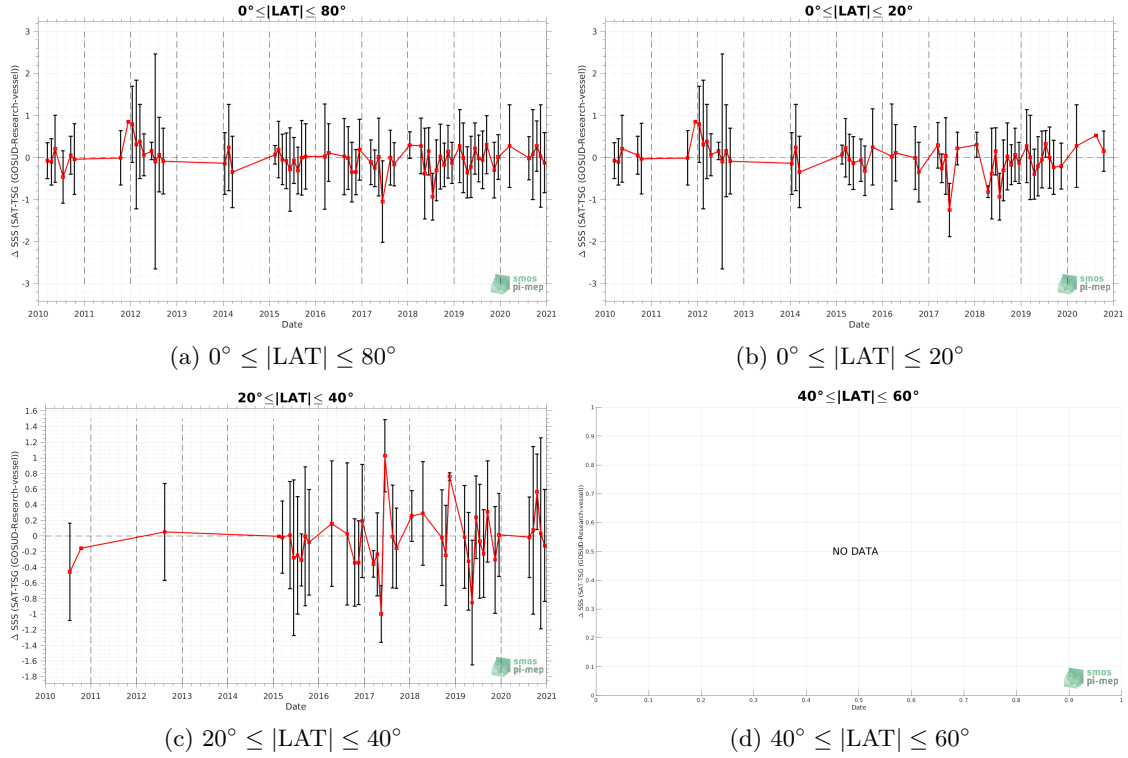 0°≤|LAT|≤ 80°
3
2
1
0
-1
-2
-3
Δ SSS (SAT-TSG (GOSUD-Research-vessel))
2010 2011 2012 2013 2014 2015 2016 2017 2018 2019 2020 2021
Date
smos
pi-mep
(a) 0° ≤ |LAT| ≤ 80°
0°≤|LAT|≤ 20°
3
2
1
0
-1
-2
-3
Δ SSS (SAT-TSG (GOSUD-Research-vessel))
2010 2011 2012 2013 2014 2015 2016 2017 2018 2019 2020 2021
Date
smos
pi-mep
(b) 0° ≤ |LAT| ≤ 20°
20°≤|LAT|≤ 40°
1.6
1.4
1.2
1
0.8
0.6
0.4
0.2
0
-0.2
-0.4
-0.6
-0.8
-1
-1.2
-1.4
-1.6
-1.8
Δ SSS (SAT-TSG (GOSUD-Research-vessel))
2010 2011 2012 2013 2014 2015 2016 2017 2018 2019 2020 2021
Date
smos
pi-mep
(c) 20° ≤ |LAT| ≤ 40°
40°≤|LAT|≤ 60°
1
0.9
0.8
0.7
0.6
0.5
0.4
0.3
0.2
0.1
0
Δ SSS (SAT-TSG (GOSUD-Research-vessel))
NO DATA
0 0.1 0.2 0.3 0.4 0.5 0.6 0.7 0.8 0.9 1
Date
smos
pi-mep
(d) 40° ≤ |LAT| ≤ 60°